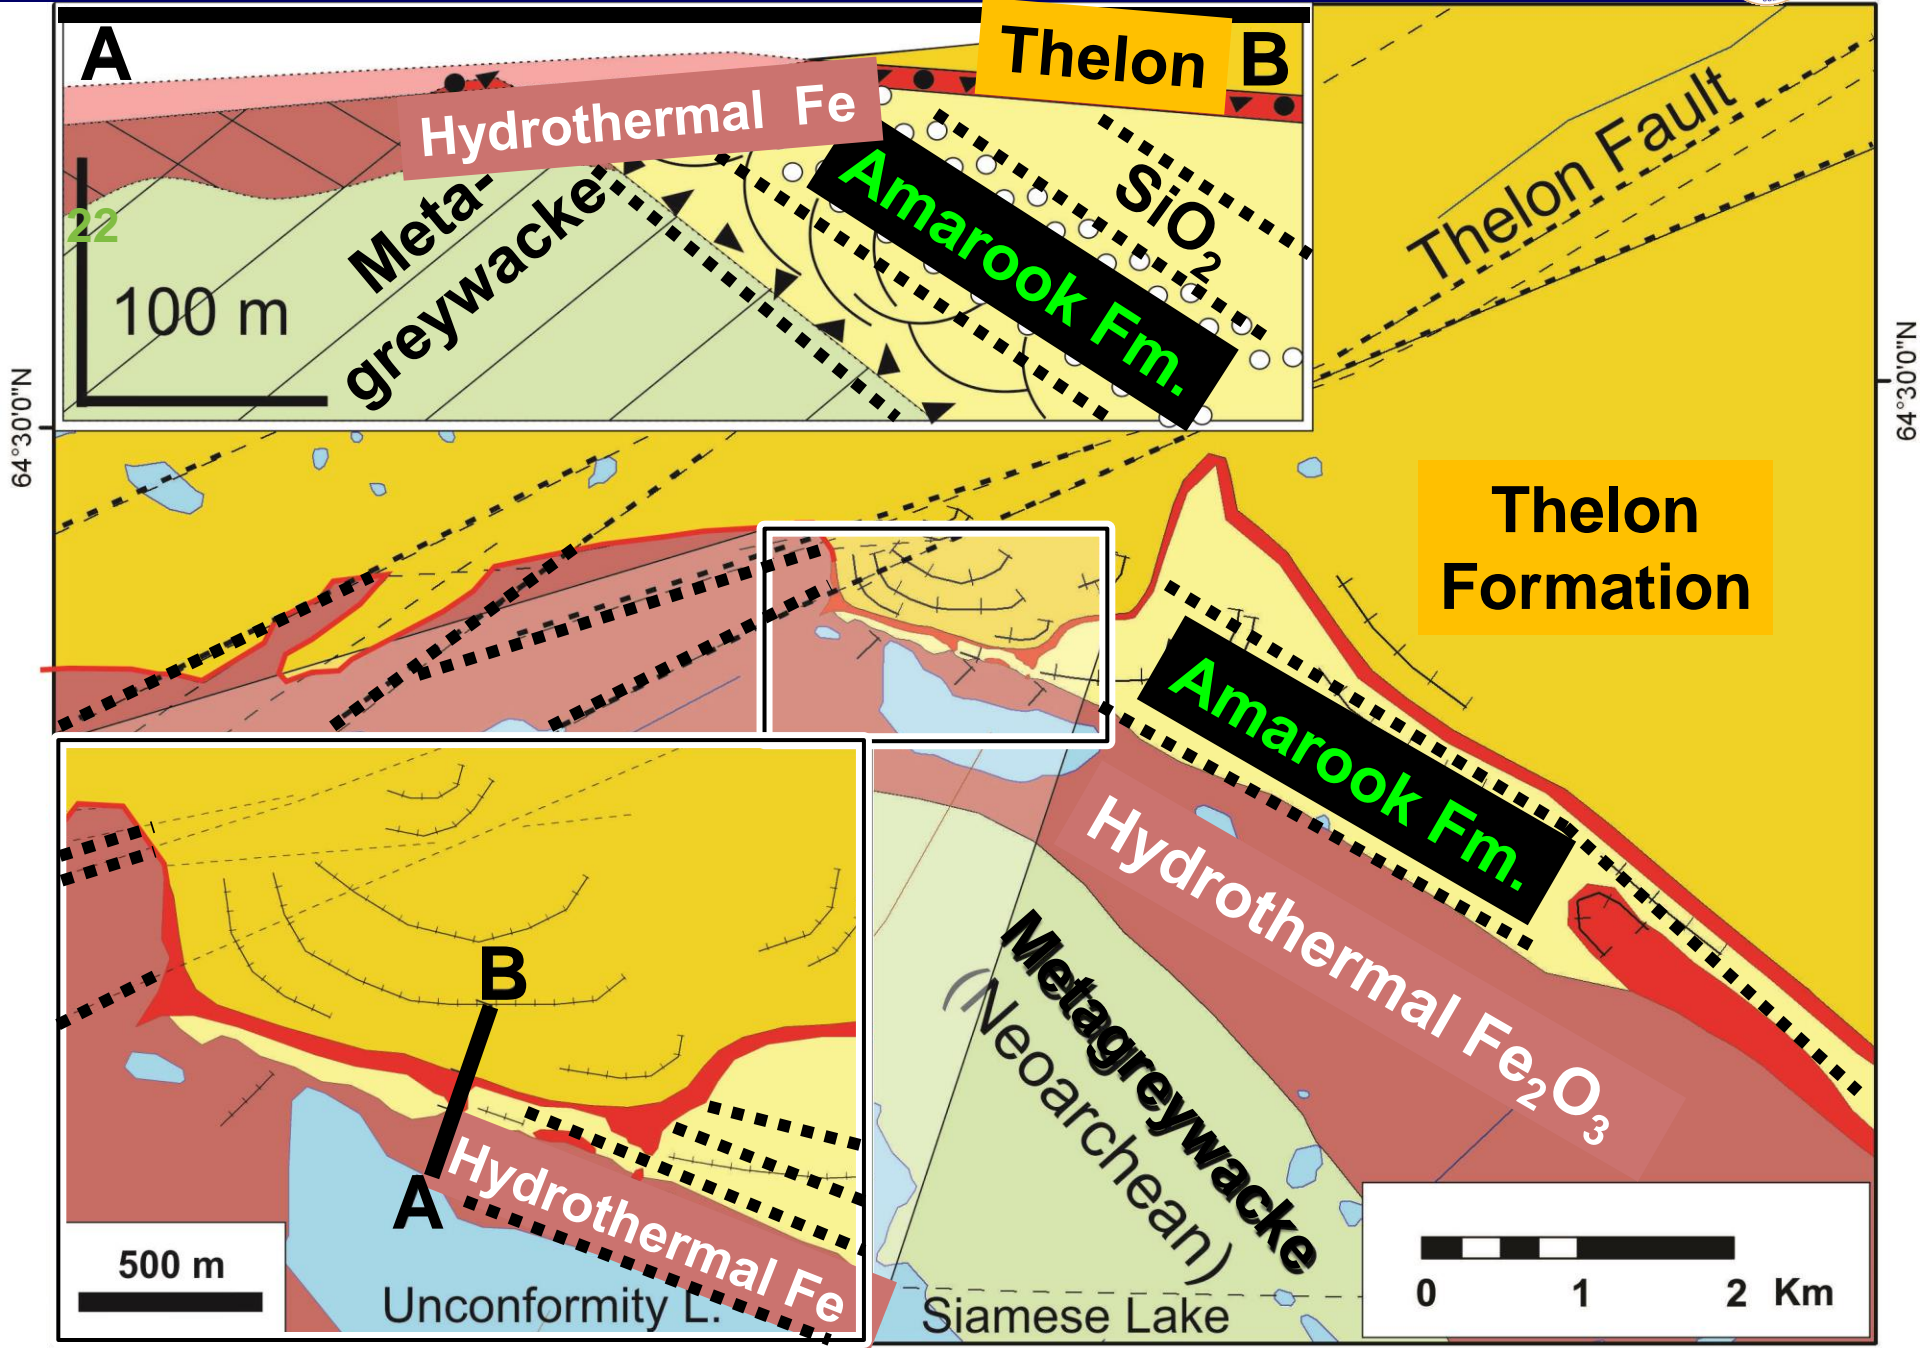 A
Thelon
B
Hydrothermal Fe
Thelon Fault
SiO2
Meta-
greywacke
Amarook Fm.
22
100 m
64°30'0"N
64°30'0"N
Thelon
Formation
Amarook Fm.
Hydrothermal Fe2O3
Metagreywacke
(Neoarchean)
B
A
Hydrothermal Fe
500 m
Unconformity L.
Siamese Lake
0 1 2 Km